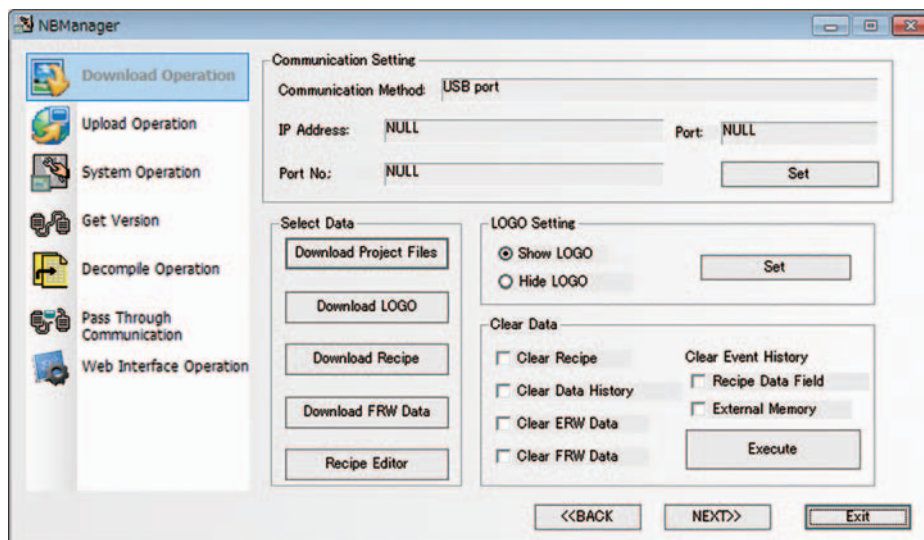 NBManager
Download Operation
Upload Operation
System Operation
Get Version
Decompile Operation
Pass Through
Communication
Web Interface Operation
Communication Setting
Communication Method: USB port
IP Address: NULL
Port: NULL
Port No.: NULL
Set
Select Data
Download Project Files
Download LOGO
Download Recipe
Download FRW Data
Recipe Editor
LOGO Setting
Show LOGO
Hide LOGO
Set
Clear Data
Clear Recipe
Clear Data History
Clear ERW Data
Clear FRW Data
Clear Event History
Recipe Data Field
External Memory
Execute
<<BACK
NEXT>>
Exit